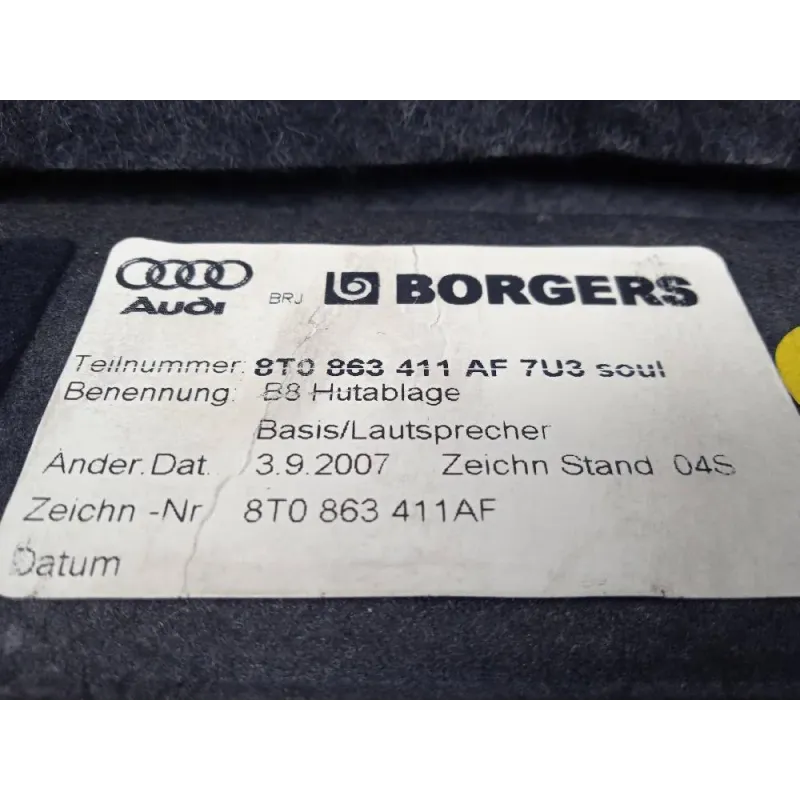 Audi BRJ BORGERS
Teilnummer: 8T0 863 411 AF 7U3 soul
Benennung: B8 Hutablage
Basis/Lautsprecher
Änder.Dat. 3.9.2007 Zeichn Stand 04S
Zeichn -Nr 8T0 863 411AF
Datum